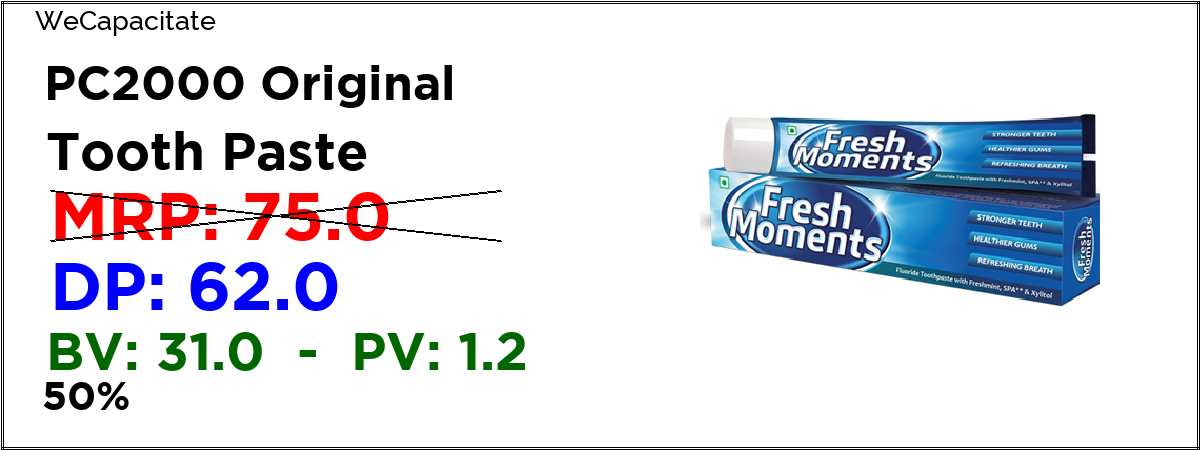 WeCapacitate
PC2000 Original
Tooth Paste
MRP: 75.0
DP: 62.0
BV: 31.0 - PV: 1.2
50%
Fresh
Moments
STRONGER TEETH
HEALTHIER GUMS
REFRESHING BREATH
Fluoride Toothpaste with Freshmint, SPA** & Xylitol
Fresh
Moments
STRONGER TEETH
HEALTHIER GUMS
REFRESHING BREATH
Fluoride Toothpaste with Freshmint, SPA** & Xylitol
Fresh
Moments